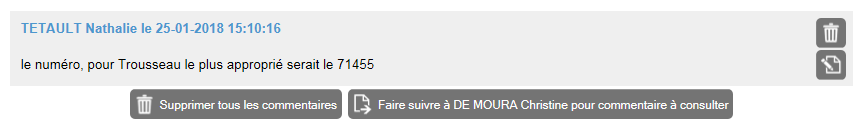 TETAULT Nathalie le 25-01-2018 15:10:16
le numéro, pour Trousseau le plus approprié serait le 71455
Supprimer tous les commentaires
Faire suivre à DE MOURA Christine pour commentaire à consulter